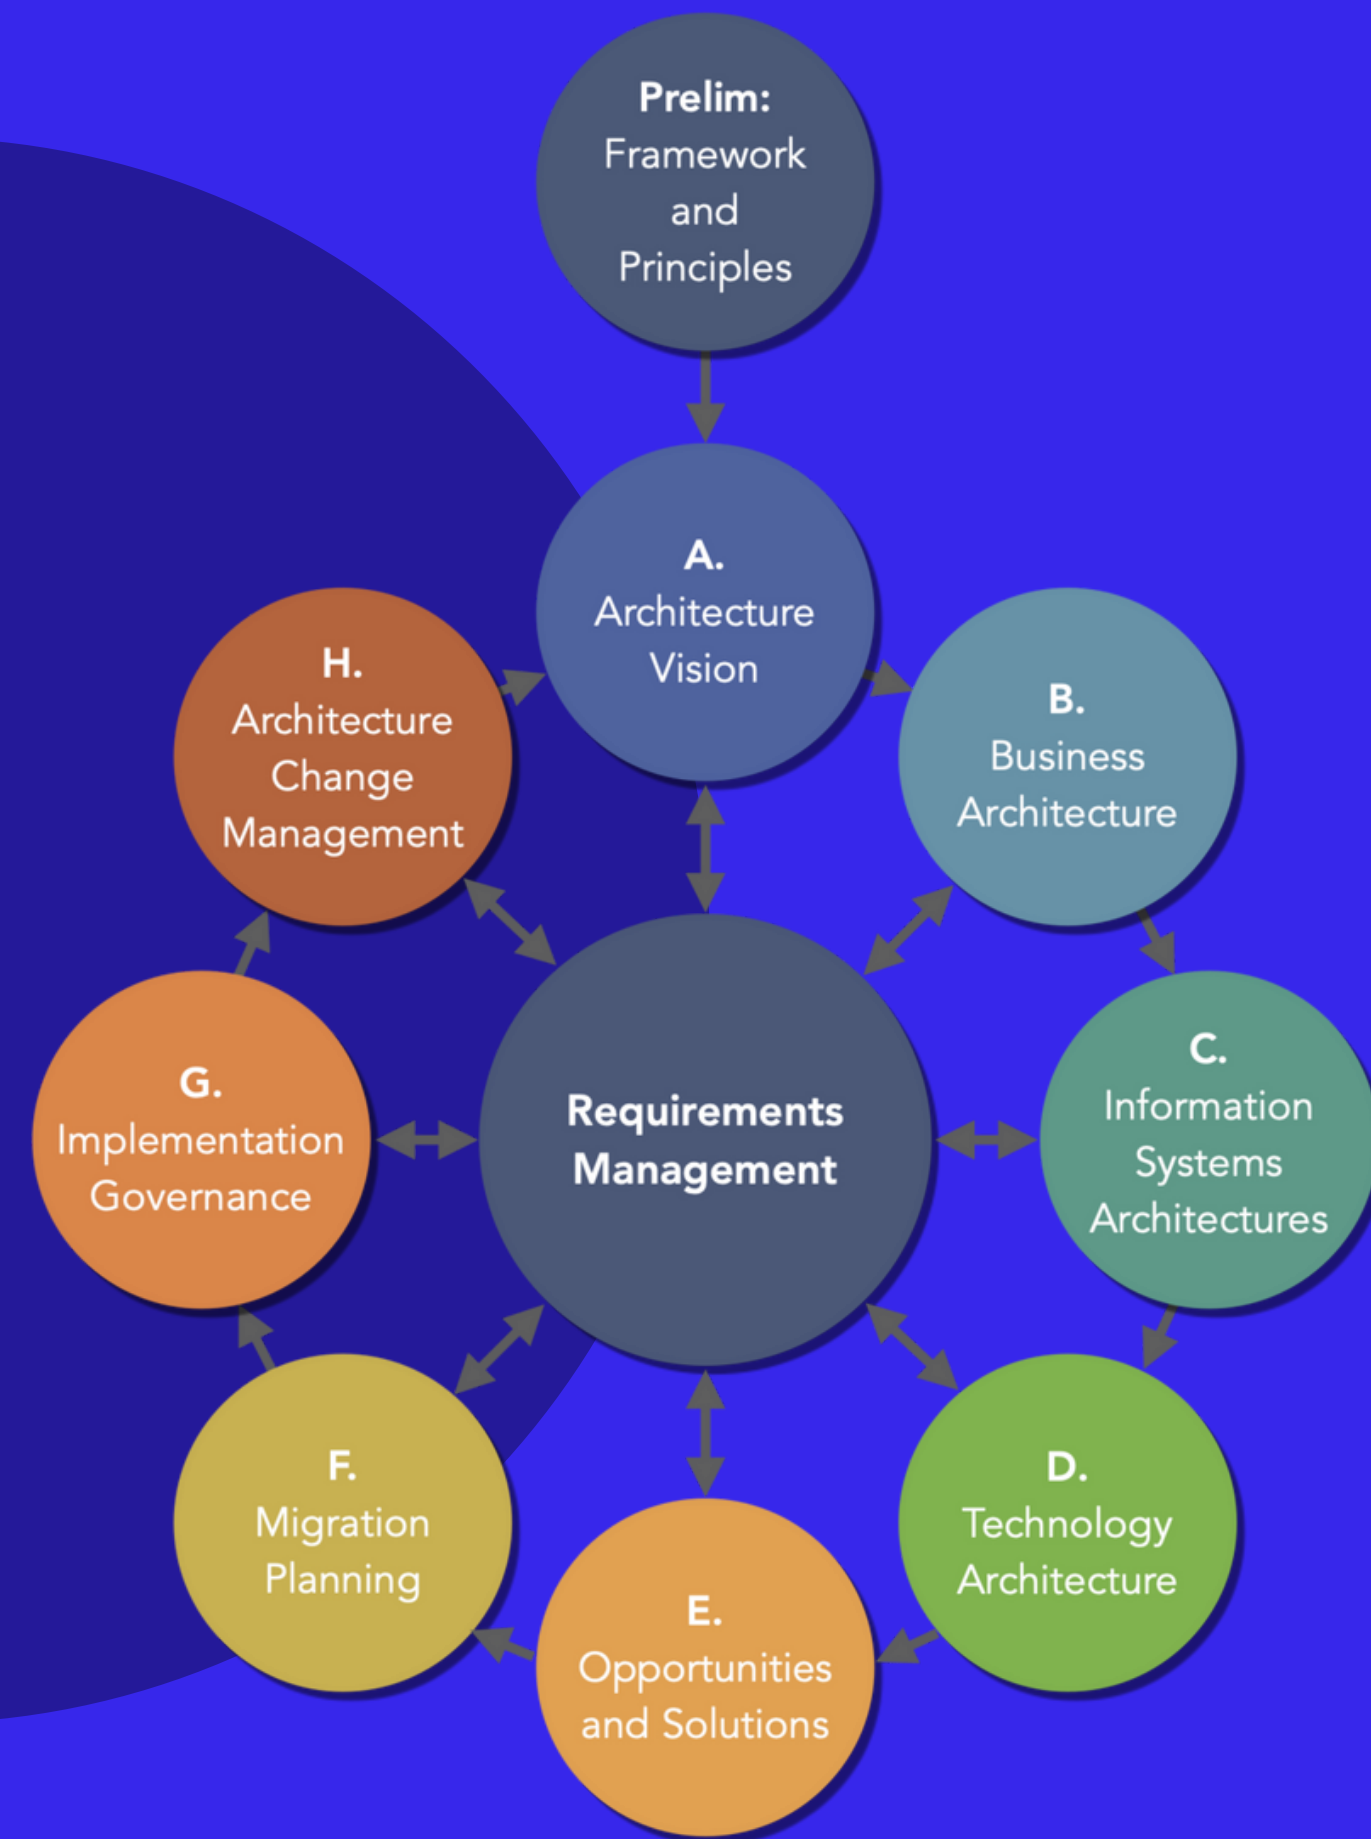 Prelim:
Framework
and
Principles
A.
Architecture
Vision
B.
Business
Architecture
C.
Information
Systems
Architectures
D.
Technology
Architecture
E.
Opportunities
and Solutions
F.
Migration
Planning
G.
Implementation
Governance
H.
Architecture
Change
Management
Requirements
Management